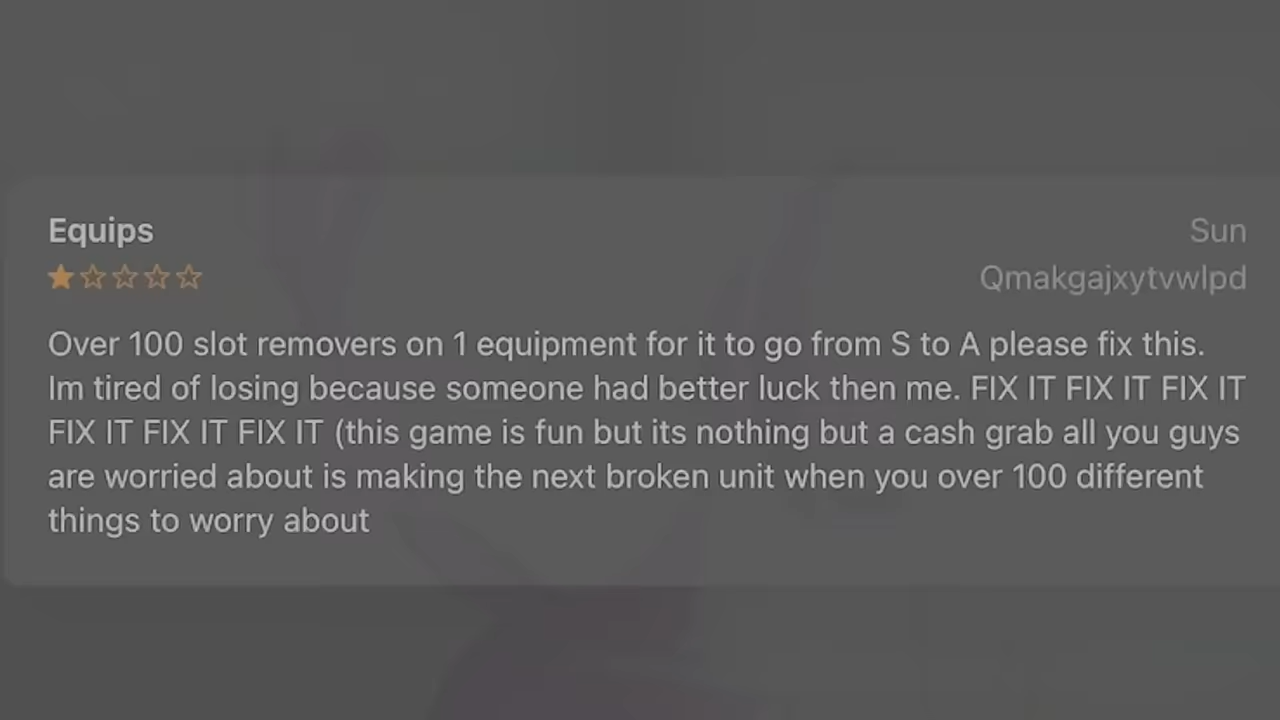 Equips
Sun
Qmakgajxytvwlpd
Over 100 slot removers on 1 equipment for it to go from S to A please fix this.
Im tired of losing because someone had better luck then me. FIX IT FIX IT FIX IT
FIX IT FIX IT FIX IT (this game is fun but its nothing but a cash grab all you guys
are worried about is making the next broken unit when you over 100 different
things to worry about